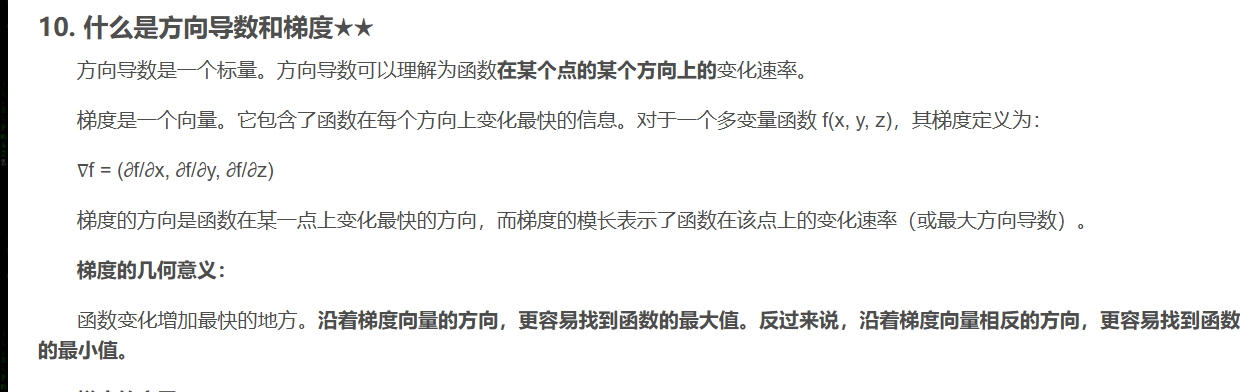 10. 什么是方向导数和梯度★★
方向导数是一个标量。方向导数可以理解为函数在某个点的某个方向上的变化速率。
梯度是一个向量。它包含了函数在每个方向上变化最快的信息。对于一个多变量函数 f(x, y, z)，其梯度定义为：
∇f = (∂f/∂x, ∂f/∂y, ∂f/∂z)
梯度的方向是函数在某一点上变化最快的方向，而梯度的模长表示了函数在该点上的变化速率（或最大方向导数）。
梯度的几何意义：
函数变化增加最快的地方。沿着梯度向量的方向，更容易找到函数的最大值。反过来说，沿着梯度向量相反的方向，更容易找到函数
的最小值。